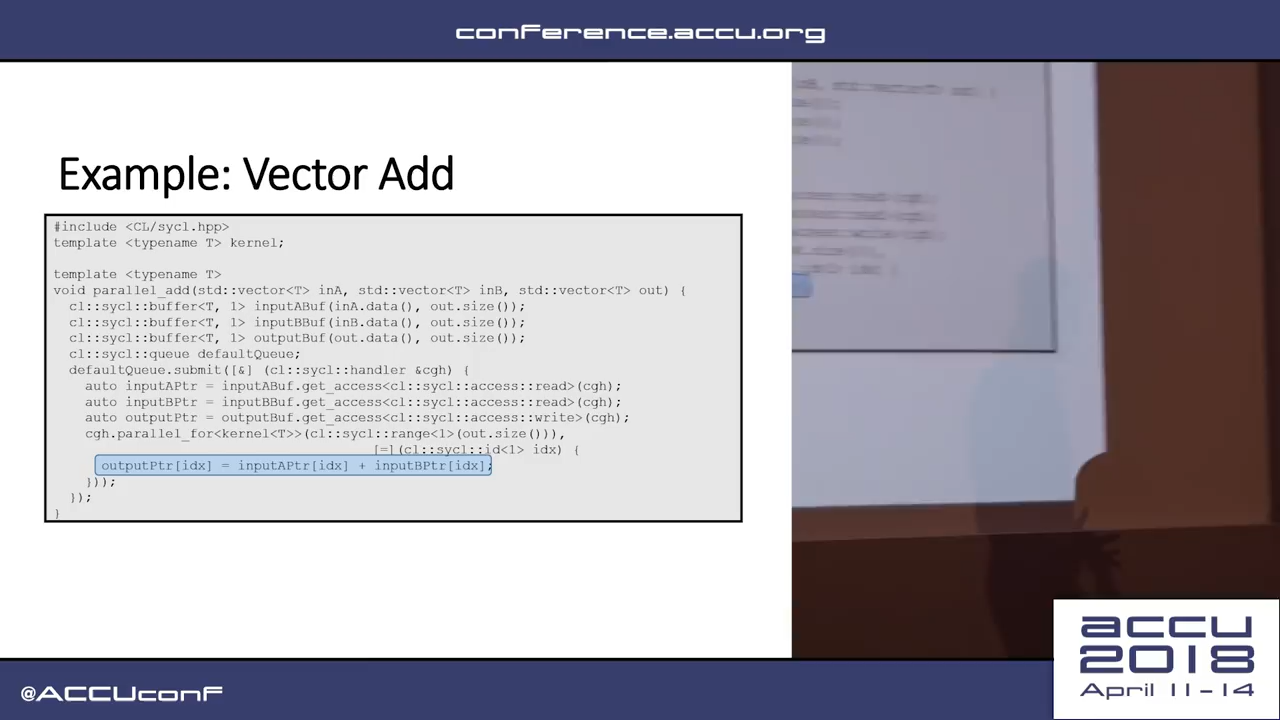 conference.accu.org
Example: Vector Add
#include <CL/sycl.hpp>
template <typename T> kernel;
template <typename T>
void parallel_add(std::vector<T> inA, std::vector<T> inB, std::vector<T> out) {
cl::sycl::buffer<T, 1> inputABuf(inA.data(), out.size());
cl::sycl::buffer<T, 1> inputBBuf(inB.data(), out.size());
cl::sycl::buffer<T, 1> outputBuf(out.data(), out.size());
cl::sycl::queue defaultQueue;
defaultQueue.submit([&] (cl::sycl::handler &cgh) {
auto inputAPtr = inputABuf.get_access<cl::sycl::access::read>(cgh);
auto inputBPtr = inputBBuf.get_access<cl::sycl::access::read>(cgh);
auto outputPtr = outputBuf.get_access<cl::sycl::access::write>(cgh);
cgh.parallel_for<kernel<T>>(cl::sycl::range<1>(out.size())),
[=](cl::sycl::id<1> idx) {
outputPtr[idx] = inputAPtr[idx] + inputBPtr[idx];
}));
});
}
accu
2018
April 11-14
@ACCUconf